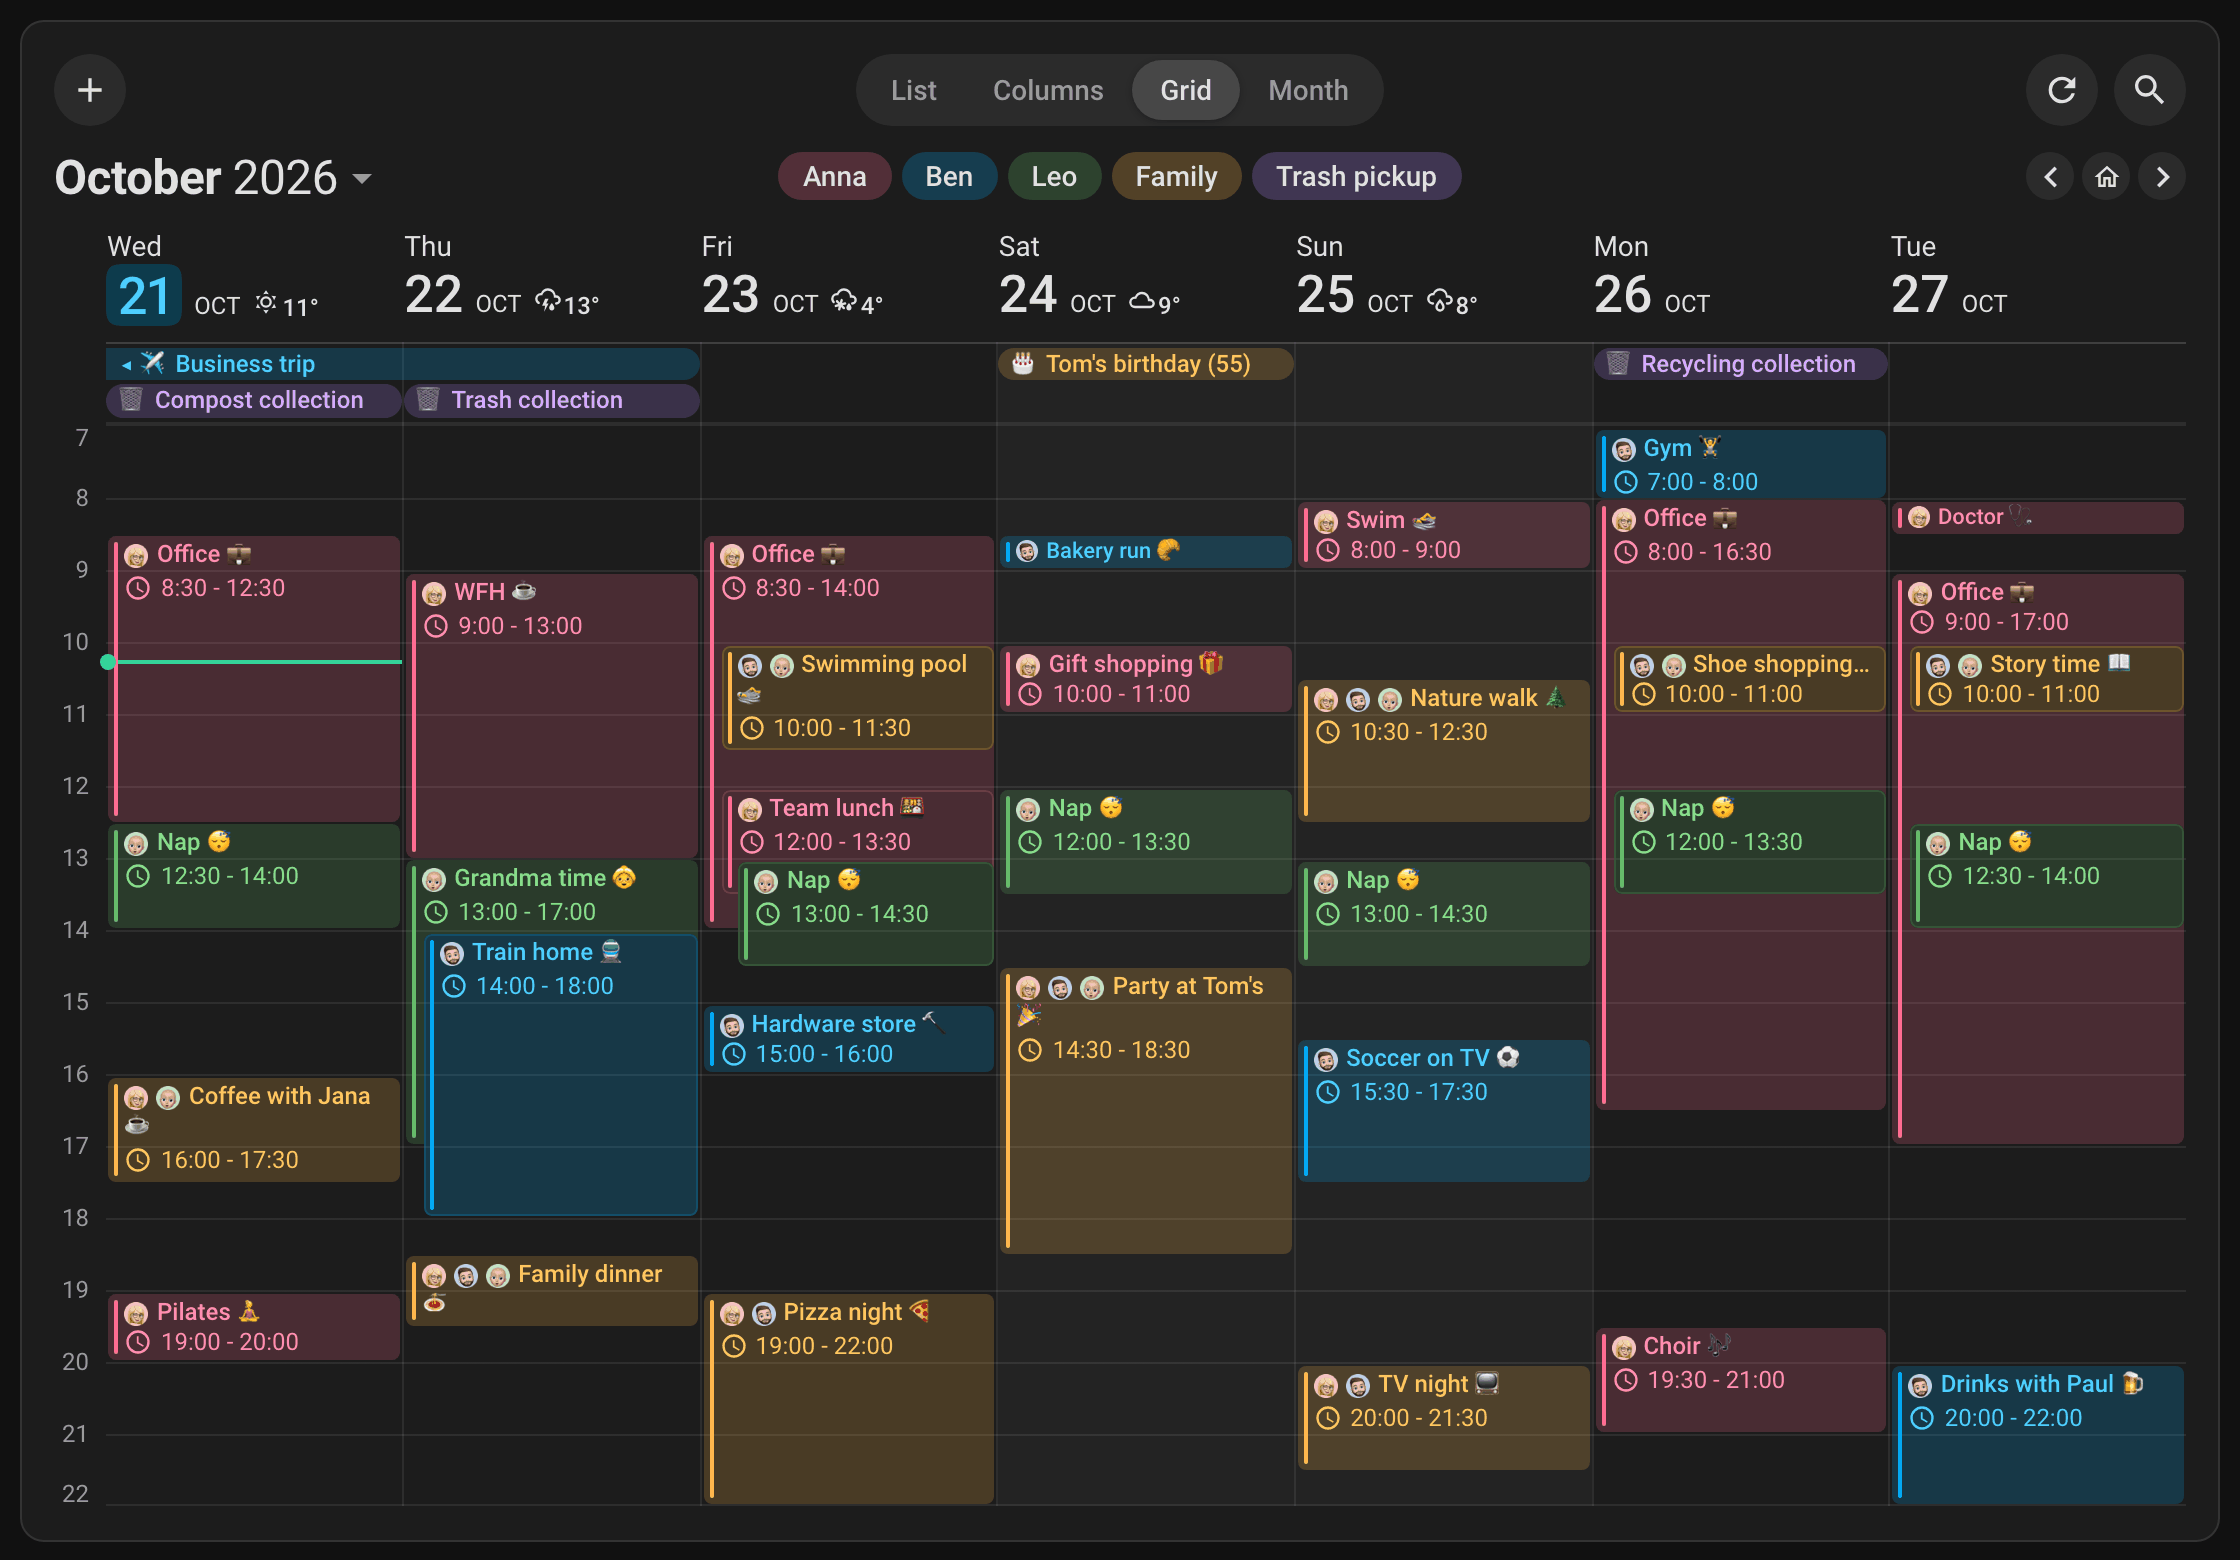 List Columns Grid Month
October 2026
Anna Ben Leo Family Trash pickup
Wed
21 OCT 11°
Thu
22 OCT 13°
Fri
23 OCT 4°
Sat
24 OCT 9°
Sun
25 OCT 8°
Mon
26 OCT
Tue
27 OCT
Business trip
Tom's birthday (55)
Recycling collection
Compost collection
Trash collection
7
8
9
10
11
12
13
14
15
16
17
18
19
20
21
22
Office
8:30 - 12:30
Nap
12:30 - 14:00
Coffee with Jana
16:00 - 17:30
Pilates
19:00 - 20:00
WFH
9:00 - 13:00
Grandma time
13:00 - 17:00
Train home
14:00 - 18:00
Family dinner
Office
8:30 - 14:00
Swimming pool
10:00 - 11:30
Team lunch
12:00 - 13:30
Nap
13:00 - 14:30
Hardware store
15:00 - 16:00
Pizza night
19:00 - 22:00
Bakery run
Gift shopping
10:00 - 11:00
Nap
12:00 - 13:30
Party at Tom's
14:30 - 18:30
Swim
8:00 - 9:00
Nature walk
10:30 - 12:30
Nap
13:00 - 14:30
Soccer on TV
15:30 - 17:30
TV night
20:00 - 21:30
Gym
7:00 - 8:00
Office
8:00 - 16:30
Shoe shopping...
10:00 - 11:00
Nap
12:00 - 13:30
Choir
19:30 - 21:00
Doctor
Office
9:00 - 17:00
Story time
10:00 - 11:00
Nap
12:30 - 14:00
Drinks with Paul
20:00 - 22:00